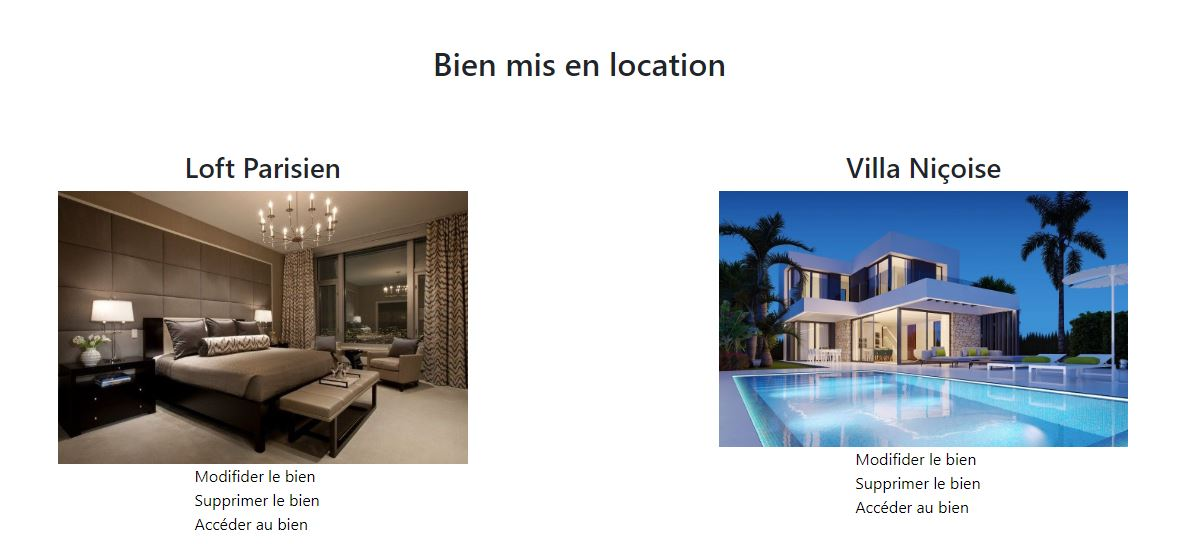 Bien mis en location
Loft Parisien
Villa Niçoise
Modifider le bien
Supprimer le bien
Accéder au bien
Modifider le bien
Supprimer le bien
Accéder au bien